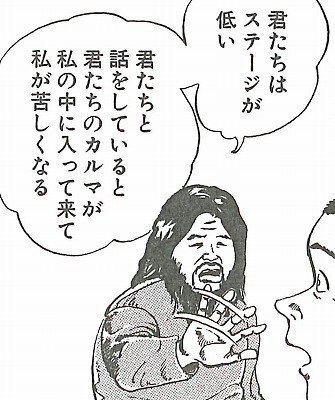 君たちは
ステージが
低い
君たちと
話をしていると
君たちのカルマが
私の中に入って来て
私が苦しくなる